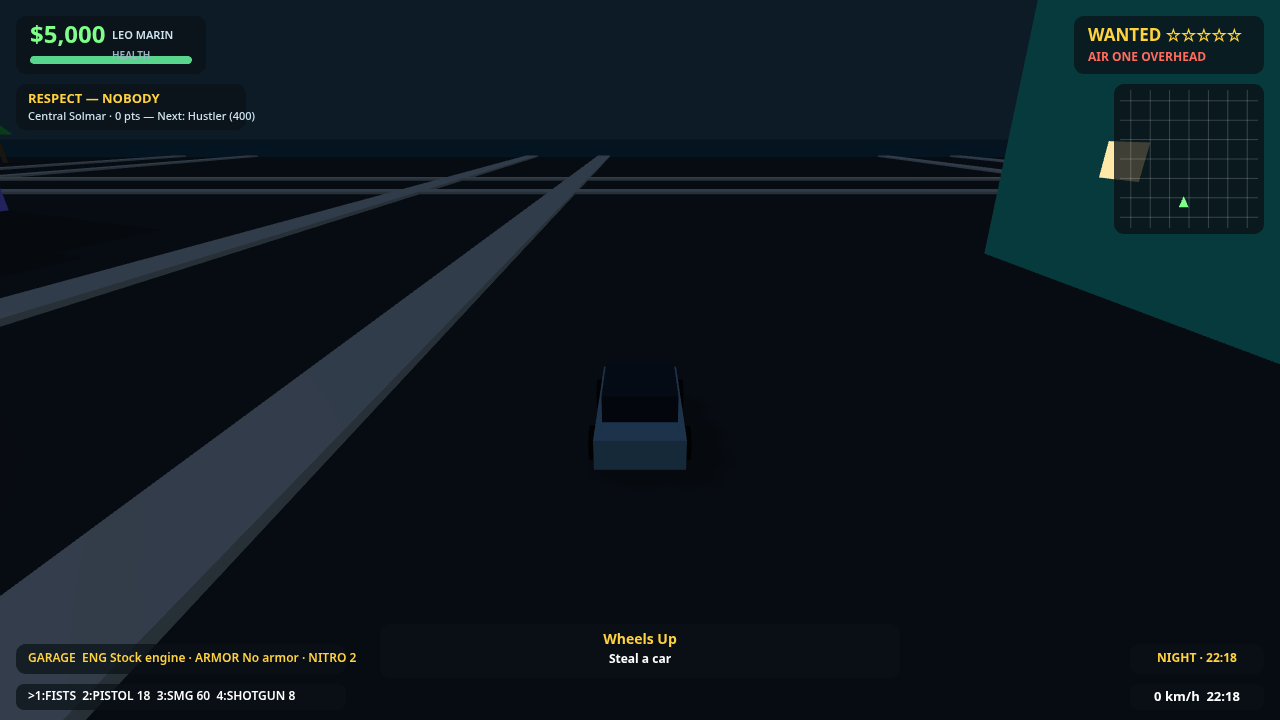 $5,000 LEO MARIN
HEALTH
RESPECT — NOBODY
Central Solmar · 0 pts — Next: Hustler (400)
WANTED ☆☆☆☆☆
AIR ONE OVERHEAD
Wheels Up
Steal a car
GARAGE ENG Stock engine · ARMOR No armor · NITRO 2
>1:FISTS 2:PISTOL 18 3:SMG 60 4:SHOTGUN 8
NIGHT · 22:18
0 km/h 22:18